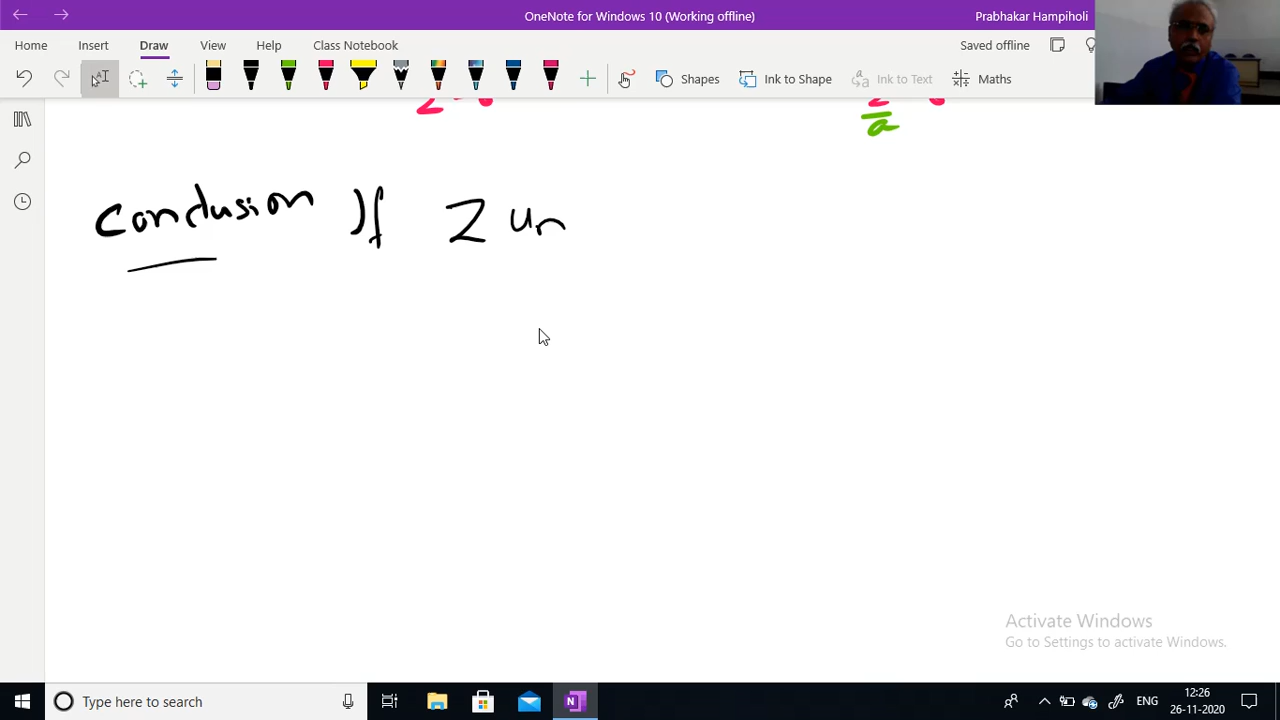 OneNote for Windows 10 (Working offline)
Prabhakar Hampiholi
Home Insert Draw View Help Class Notebook
Saved offline
Shapes Ink to Shape Ink to Text Maths
z
a
Conclusion If Z un
Activate Windows
Go to Settings to activate Windows.
Type here to search
ENG
12:26
26-11-2020